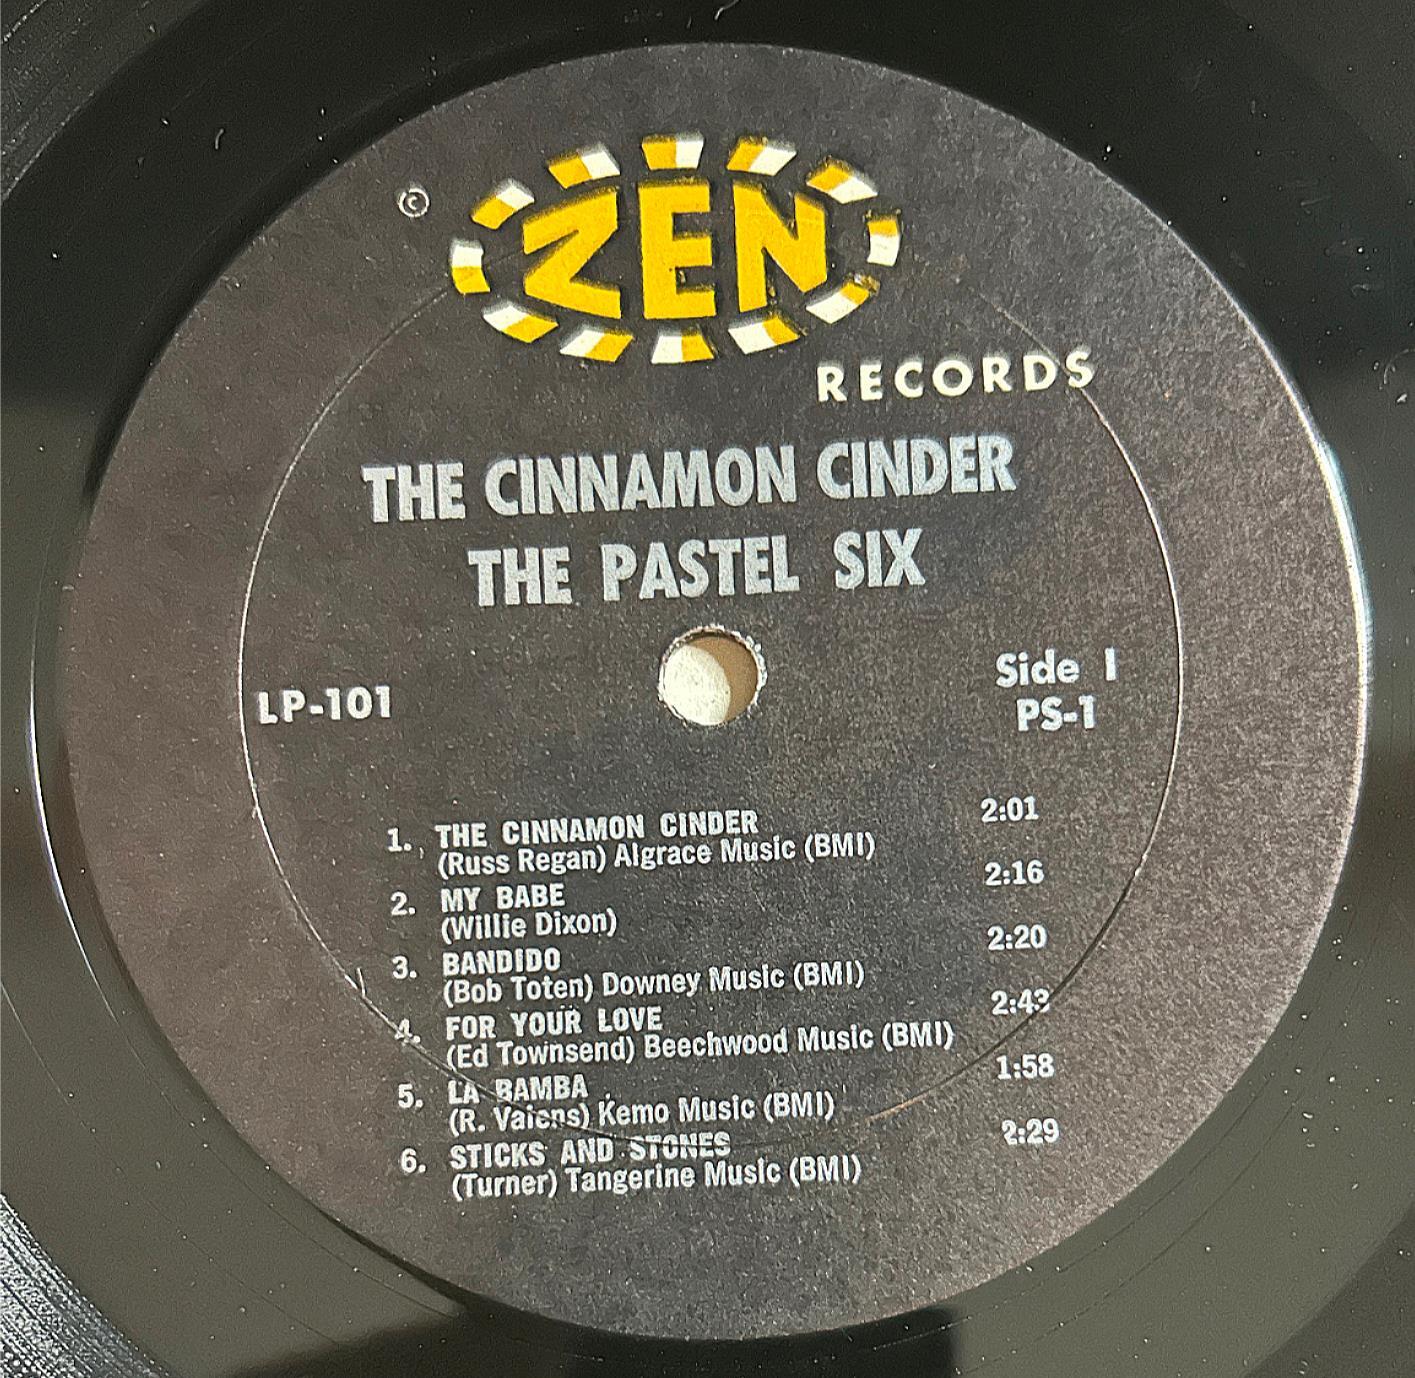 ©
ZEN
RECORDS
THE CINNAMON CINDER
THE PASTEL SIX
LP-101
Side 1
PS-1
1. THE CINNAMON CINDER 2:01
(Russ Regan) Algrace Music (BMI)
2. MY BABE 2:16
(Willie Dixon)
3. BANDIDO 2:20
(Bob Toten) Downey Music (BMI)
4. FOR YOUR LOVE 2:43
(Ed Townsend) Beechwood Music (BMI)
5. LA BAMBA 1:58
(R. Valens) Kemo Music (BMI)
6. STICKS AND STONES 2:29
(Turner) Tangerine Music (BMI)